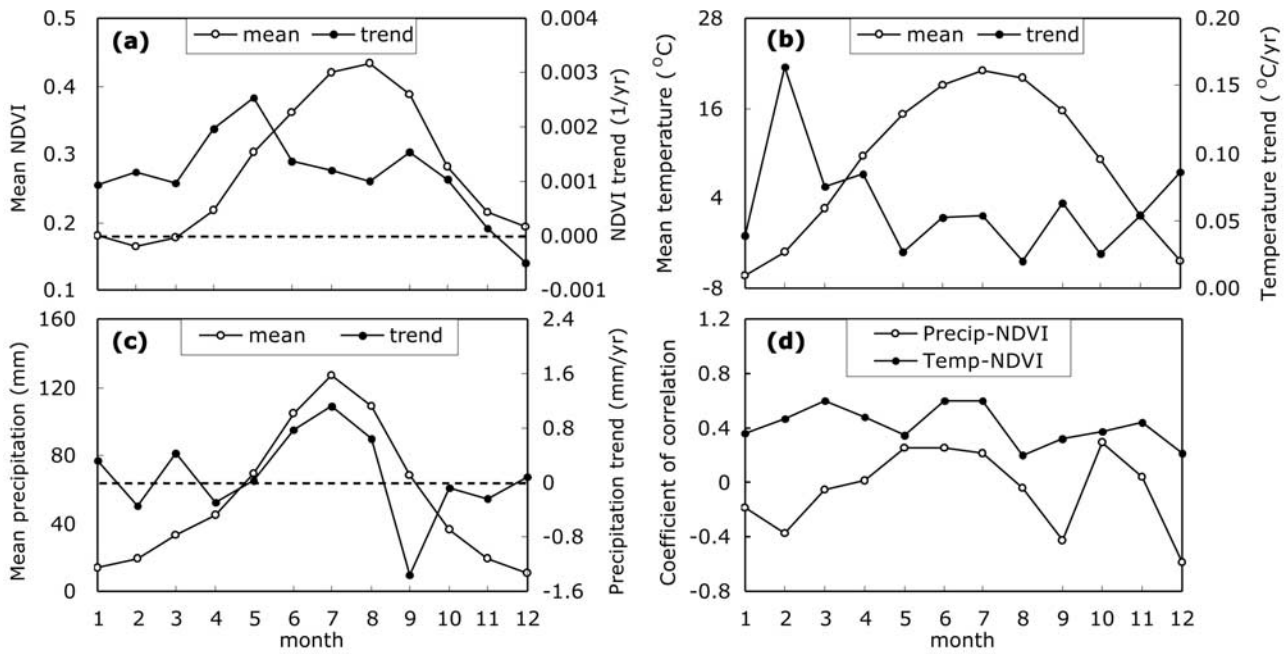 (a)
mean trend
0.5
0.4
0.3
0.2
0.1
Mean NDVI
0.004
0.003
0.002
0.001
0.000
-0.001
NDVI trend (1/yr)
(b)
mean trend
28
16
4
-8
Mean temperature ( °C)
0.20
0.15
0.10
0.05
0.00
Temperature trend ( °C/yr)
(c)
mean trend
160
120
80
40
0
Mean precipitation (mm)
2.4
1.6
0.8
0
-0.8
-1.6
Precipitation trend (mm/yr)
1 2 3 4 5 6 7 8 9 10 11 12
month
(d)
Precip-NDVI
Temp-NDVI
1.2
0.8
0.4
0
-0.4
-0.8
Coefficient of correlation
1 2 3 4 5 6 7 8 9 10 11 12
month